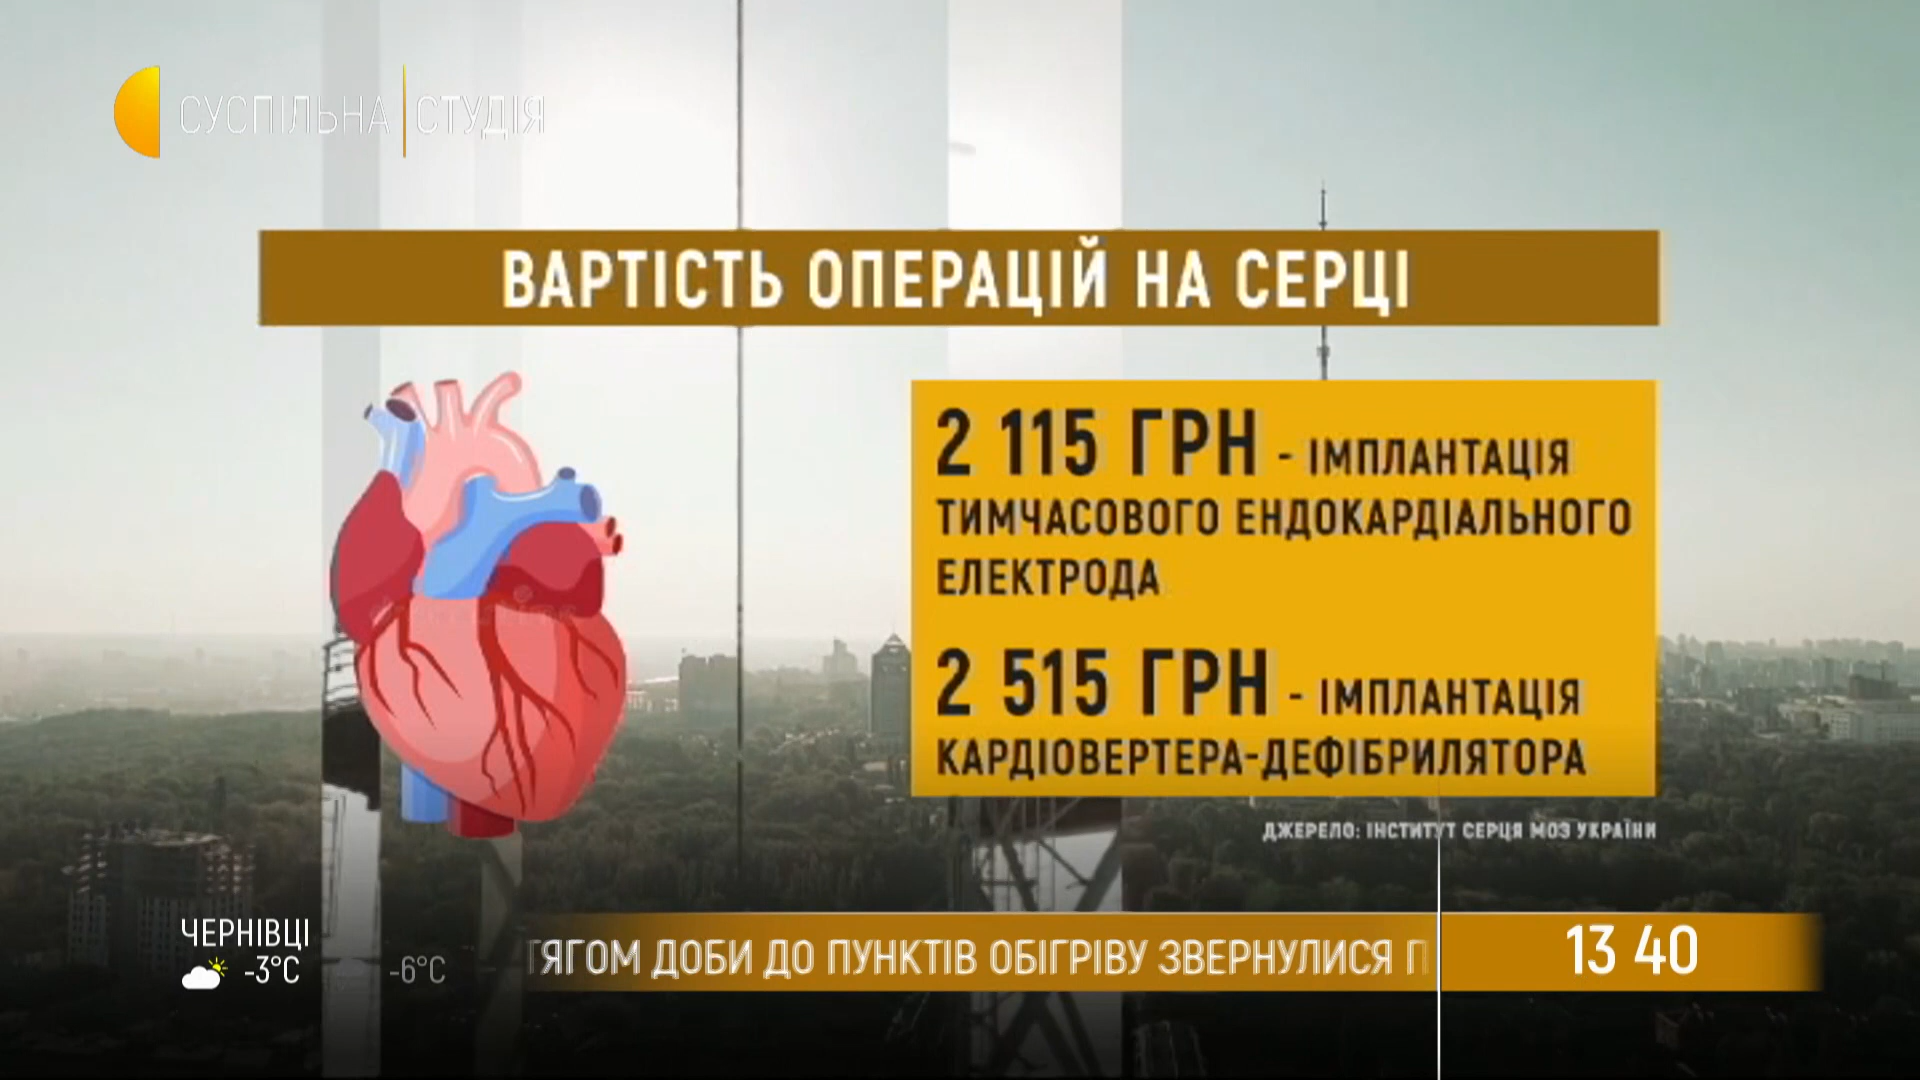 СУСПІЛЬНА СТУДІЯ
ВАРТІСТЬ ОПЕРАЦІЙ НА СЕРЦІ
2 115 ГРН - ІМПЛАНТАЦІЯ
ТИМЧАСОВОГО ЕНДОКАРДІАЛЬНОГО
ЕЛЕКТРОДА
2 515 ГРН - ІМПЛАНТАЦІЯ
КАРДІОВЕРТЕРА-ДЕФІБРИЛЯТОРА
ДЖЕРЕЛО: ІНСТИТУТ СЕРЦЯ МОЗ УКРАЇНИ
ЧЕРНІВЦІ
-3°C -6°C
ДОБИ ДО ПУНКТІВ ОБІГРІВУ ЗВЕРНУЛИСЯ
13 40